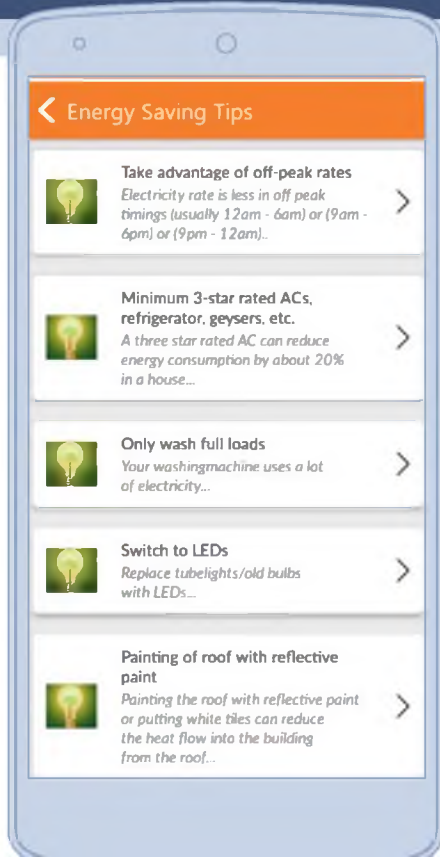 Energy Saving Tips
Take advantage of off-peak rates
Electricity rate is less in off peak
timings (usually 12am - 6am) or (9am -
6pm) or (9pm - 12am)..
Minimum 3-star rated ACs,
refrigerator, geysers, etc.
A three star rated AC can reduce
energy consumption by about 20%
in a house...
Only wash full loads
Your washingmachine uses a lot
of electricity...
Switch to LEDs
Replace tubelights/old bulbs
with LEDs...
Painting of roof with reflective
paint
Painting the roof with reflective paint
or putting white tiles can reduce
the heat flow into the building
from the roof...